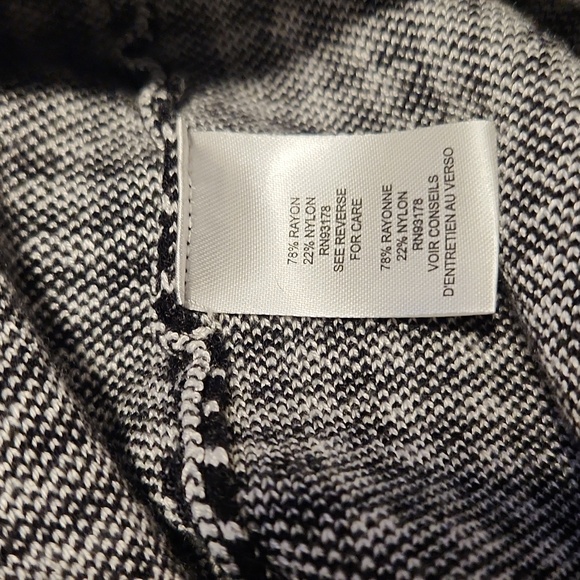 78% RAYON
22% NYLON
RN93178
SEE REVERSE
FOR CARE
78% RAYONNE
22% NYLON
RN93178
VOIR CONSEILS
D'ENTRETIEN AU VERSO